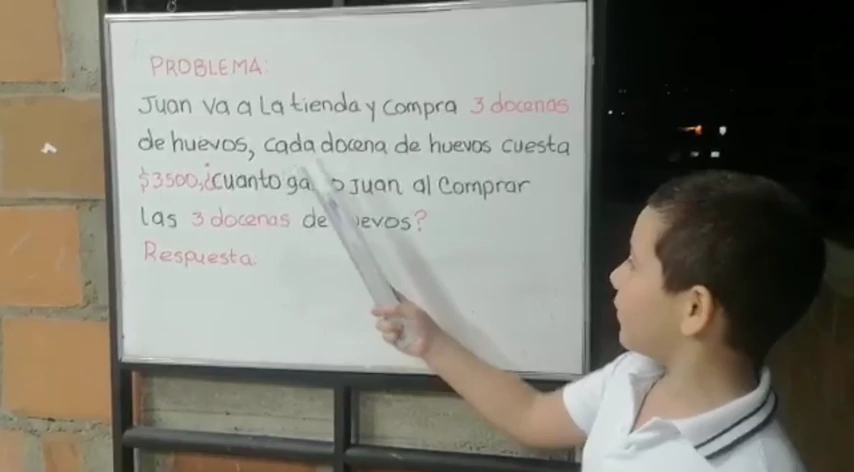 PROBLEMA:
Juan va a la tienda y compra 3 docenas
de huevos, cada docena de huevos cuesta
$3500,¿cuanto Juan al Comprar
las 3 docenas de ?
Respuesta: